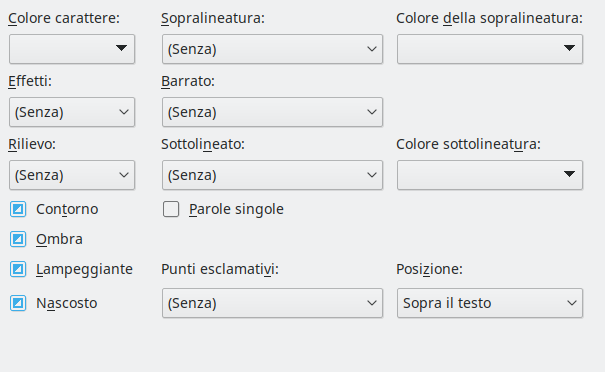 Colore carattere: Sopralineatura: Colore della sopralineatura:
(Senza)
Effetti: Barrato:
(Senza) (Senza)
Rilievo: Sottolineato: Colore sottolineatura:
(Senza) (Senza)
Contorno Parole singole
Ombra
Lampeggiante Punti esclamativi: Posizione:
Nascosto (Senza) Sopra il testo